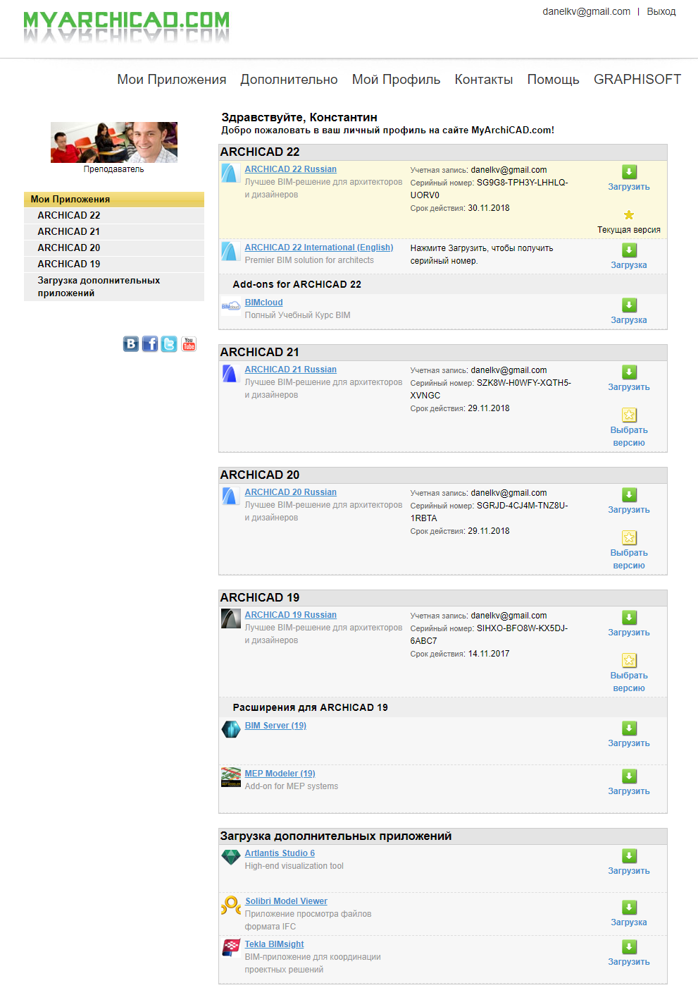 MYARCHICAD.COM
danelkv@gmail.com | Выход
Мои Приложения Дополнительно Мой Профиль Контакты Помощь GRAPHISOFT
Преподаватель
Мои Приложения
ARCHICAD 22
ARCHICAD 21
ARCHICAD 20
ARCHICAD 19
Загрузка дополнительных
приложений
B f t You Tube
Здравствуйте, Константин
Добро пожаловать в ваш личный профиль на сайте MyArchiCAD.com!
ARCHICAD 22
ARCHICAD 22 Russian
Лучшее BIM-решение для архитекторов
и дизайнеров
Учетная запись: danelkv@gmail.com
Серийный номер: SG9G8-TPH3Y-LHHLQ-
UORV0
Срок действия: 30.11.2018
Загрузить
Текущая версия
ARCHICAD 22 International (English)
Premier BIM solution for architects
Нажмите Загрузить, чтобы получить
серийный номер.
Загрузка
Add-ons for ARCHICAD 22
BIMcloud
BIMcloud
Полный Учебный Курс BIM
Загрузка
ARCHICAD 21
ARCHICAD 21 Russian
Лучшее BIM-решение для архитекторов
и дизайнеров
Учетная запись: danelkv@gmail.com
Серийный номер: SZK8W-H0WFY-XQTH5-
XVNGC
Срок действия: 29.11.2018
Загрузить
Выбрать
версию
ARCHICAD 20
ARCHICAD 20 Russian
Лучшее BIM-решение для архитекторов
и дизайнеров
Учетная запись: danelkv@gmail.com
Серийный номер: SGRJD-4CJ4M-TNZ8U-
1RBTA
Срок действия: 29.11.2018
Загрузить
Выбрать
версию
ARCHICAD 19
ARCHICAD 19 Russian
Лучшее BIM-решение для архитекторов
и дизайнеров
Учетная запись: danelkv@gmail.com
Серийный номер: SIHXO-BFO8W-KX5DJ-
6ABC7
Срок действия: 14.11.2017
Загрузить
Выбрать
версию
Расширения для ARCHICAD 19
BIM Server (19)
Загрузить
MEP MODELER
MEP Modeler (19)
Add-on for MEP systems
Загрузить
Загрузка дополнительных приложений
Artlantis Studio 6
High-end visualization tool
Загрузить
Solibri Model Viewer
Приложение просмотра файлов
формата IFC
Загрузка
Tekla BIMsight
BIM-приложение для координации
проектных решений
Загрузить